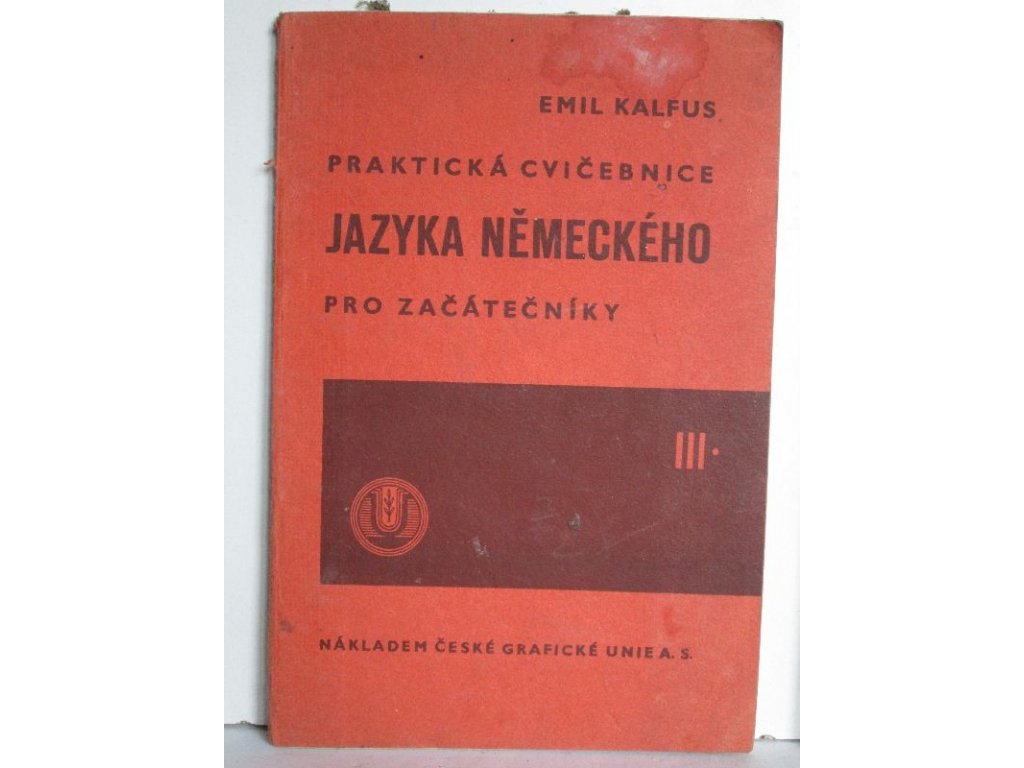 EMIL KALFUS
PRAKTICKÁ CVIČEBNICE
JAZYKA NĚMECKÉHO
PRO ZAČÁTEČNÍKY
III.
U
NÁKLADEM ČESKÉ GRAFICKÉ UNIE A. S.